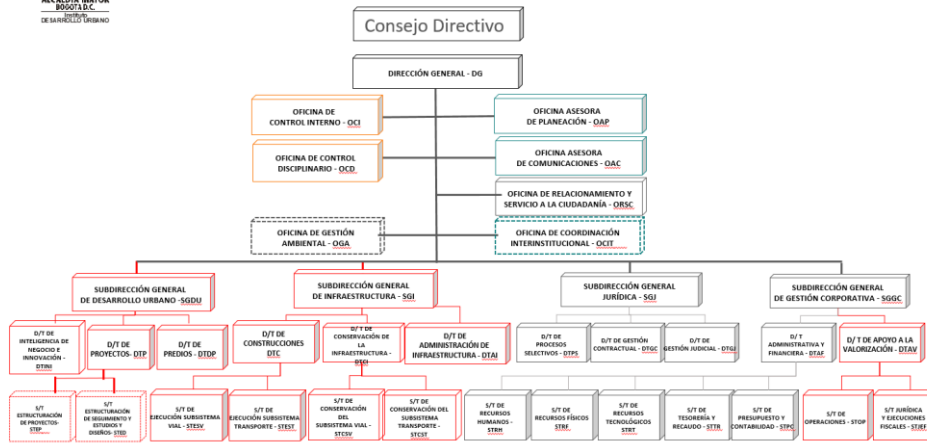 ALCALDÍA MAYOR
BOGOTÁ D.C.
Instituto
DESARROLLO URBANO
Consejo Directivo
DIRECCIÓN GENERAL - DG
OFICINA DE
CONTROL INTERNO - OCI
OFICINA ASESORA
DE PLANEACIÓN - OAP
OFICINA DE CONTROL
DISCIPLINARIO - OCD
OFICINA ASESORA
DE COMUNICACIONES - OAC
OFICINA DE RELACIONAMIENTO Y
SERVICIO A LA CIUDADANÍA - ORSC
OFICINA DE GESTIÓN
AMBIENTAL - OGA
OFICINA DE COORDINACIÓN
INTERINSTITUCIONAL - OCIT
SUBDIRECCIÓN GENERAL
DE DESARROLLO URBANO -SGDU
SUBDIRECCIÓN GENERAL
DE INFRAESTRUCTURA - SGI
SUBDIRECCIÓN GENERAL
JURÍDICA - SGJ
SUBDIRECCIÓN GENERAL
DE GESTIÓN CORPORATIVA - SGGC
D/T DE
INTELIGENCIA DE
NEGOCIO E
INNOVACIÓN -
DTINI
D/T DE
PROYECTOS- DTP
D/T DE
PREDIOS- DTDP
D/T DE
CONSTRUCCIONES
DTC
D/ T DE
CONSERVACIÓN DE
LA
INFRAESTRUCTURA -
DTCI
D/T DE
ADMINISTRACIÓN DE
INFRAESTRUCTURA - DTAI
D/T DE
PROCESOS
SELECTIVOS - DTPS
D/T DE GESTIÓN
CONTRACTUAL - DTGC
D/T DE
GESTIÓN JUDICIAL - DTGJ
D/T
ADMINISTRATIVA Y
FINANCIERA - DTAF
D/ T DE APOYO A LA
VALORIZACIÓN - DTAV
S/T
ESTRUCTURACIÓN
DE PROYECTOS-
STEP
S/T
ESTRUCTURACIÓN
DE SEGUIMIENTO Y
ESTUDIOS Y
DISEÑOS- STED
S/T DE
EJECUCIÓN SUBSISTEMA
VIAL - STESV
S/T DE
EJECUCIÓN SUBSISTEMA
TRANSPORTE - STEST
S/T DE
CONSERVACIÓN
DEL
SUBSISTEMA VIAL -
STCSV
S/T DE
CONSERVACIÓN DEL
SUBSISTEMA
TRANSPORTE -
STCST
S/T DE
RECURSOS
HUMANOS -
STRH
S/T DE
RECURSOS FÍSICOS-
STRF
S/T DE
RECURSOS
TECNOLÓGICOS
STRT
S/T DE
TESORERÍA Y
RECAUDO - STTR
S/T DE
PRESUPUESTO Y
CONTABILIDAD - STPC
S/T DE
OPERACIONES - STOP
S/T JURÍDICA
Y EJECUCIONES
FISCALES - STJEF